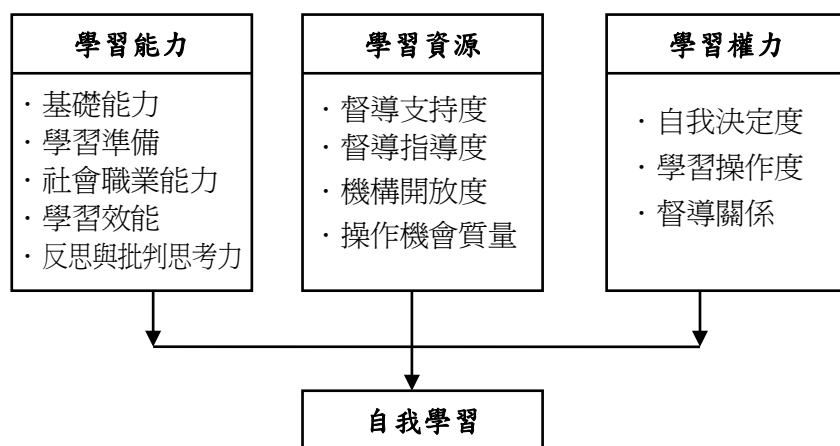 學習能力
・基礎能力
・學習準備
・社會職業能力
・學習效能
・反思與批判思考力
學習資源
・督導支持度
・督導指導度
・機構開放度
・操作機會質量
學習權力
・自我決定度
・學習操作度
・督導關係
自我學習